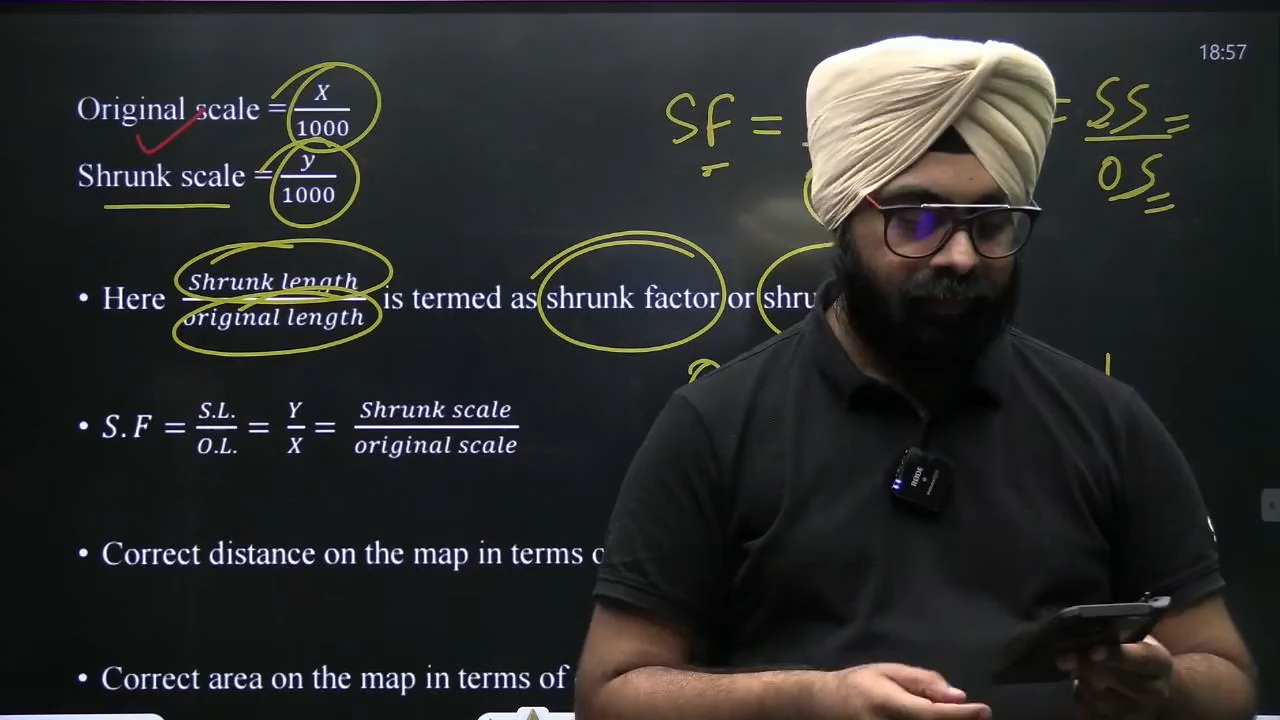 18:57
Original scale = X/1000
SF = = SS/OS
Shrunk scale = y/1000
• Here Shrunk length/original length is termed as shrunk factor or
• S.F = S.L./O.L. = Y/X = Shrunk scale/original scale
• Correct distance on the map in terms
• Correct area on the map in terms of
RØDE